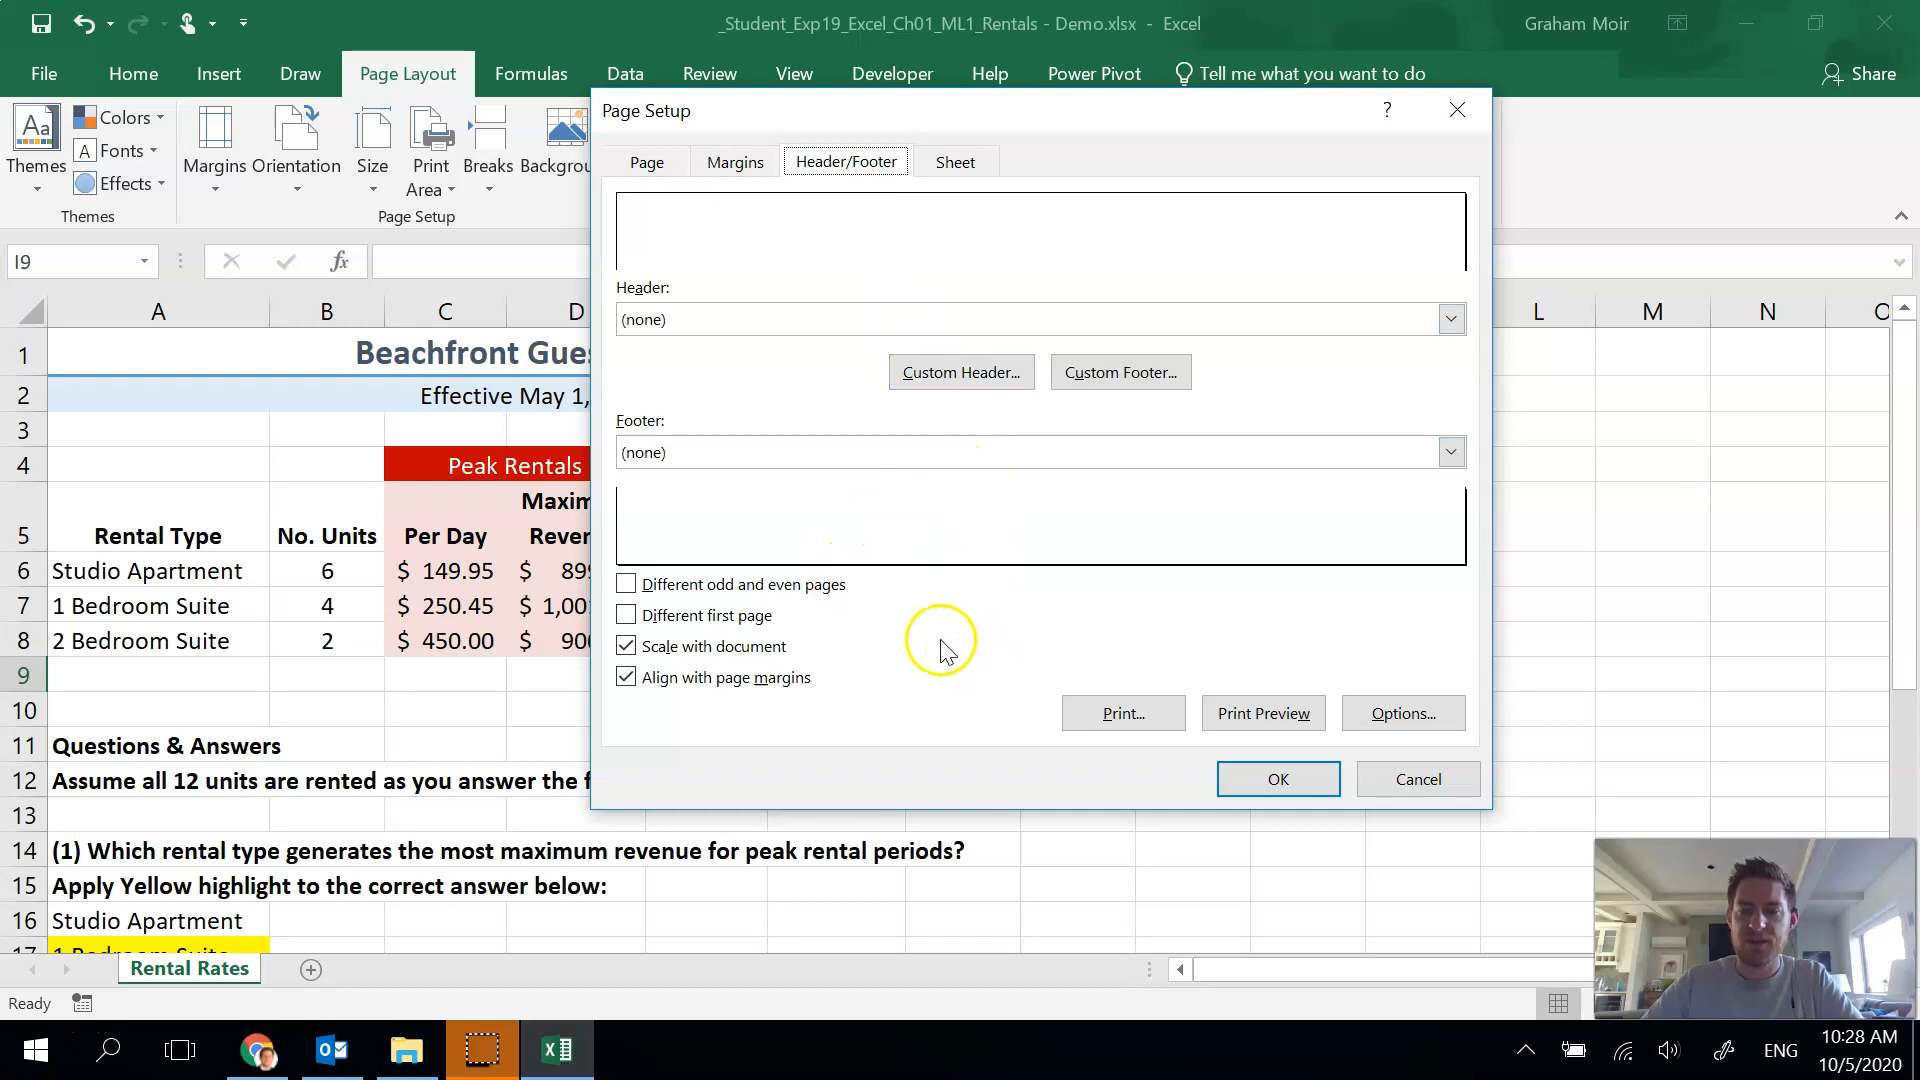 _Student_Exp19_Excel_Ch01_ML1_Rentals - Demo.xlsx - Excel
Graham Moir
File Home Insert Draw Page Layout Formulas Data Review View Developer Help Power Pivot Tell me what you want to do Share
Aa
Themes
Colors
A Fonts
Effects
Themes
Margins
Orientation
Size
Print Area
Breaks
Backgrou
Page Setup
Page Setup
?
Page Margins Header/Footer Sheet
Header:
(none)
Custom Header... Custom Footer...
Footer:
(none)
Different odd and even pages
Different first page
Scale with document
Align with page margins
Print... Print Preview Options...
OK Cancel
I9
fx
A B C D L M N O
1 Beachfront Gue
2 Effective May 1,
3
4 Peak Rentals
Maxim
5 Rental Type No. Units Per Day Rever
6 Studio Apartment 6 $ 149.95 $ 899
7 1 Bedroom Suite 4 $ 250.45 $ 1,00
8 2 Bedroom Suite 2 $ 450.00 $ 900
9
10
11 Questions & Answers
12 Assume all 12 units are rented as you answer the f
13
14 (1) Which rental type generates the most maximum revenue for peak rental periods?
15 Apply Yellow highlight to the correct answer below:
16 Studio Apartment
17 1 Bedroom Suite
Rental Rates
Ready
ENG
10:28 AM
10/5/2020